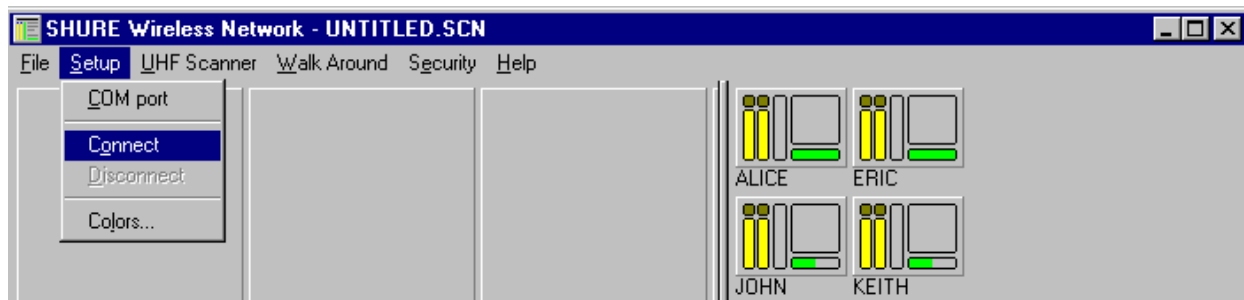 SHURE Wireless Network - UNTITLED.SCN
File Setup UHF Scanner Walk Around Security Help
COM port
Connect
Disconnect
Colors...
ALICE ERIC
JOHN KEITH